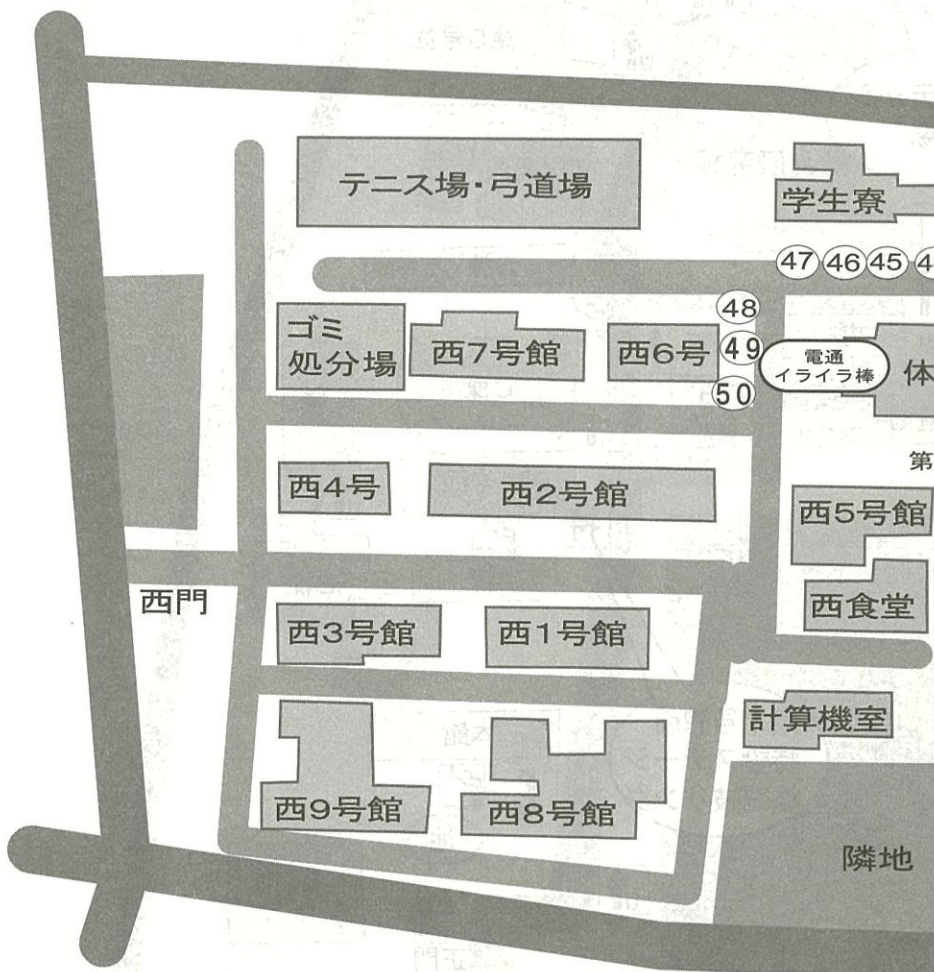 テニス場・弓道場
学生寮
47 46 45 4
ゴミ
処分場
西7号館
西6号
48
49
50
電通
イライラ棒
体
第
西4号
西2号館
西5号館
西食堂
西門
西3号館
西1号館
計算機室
西9号館
西8号館
隣地